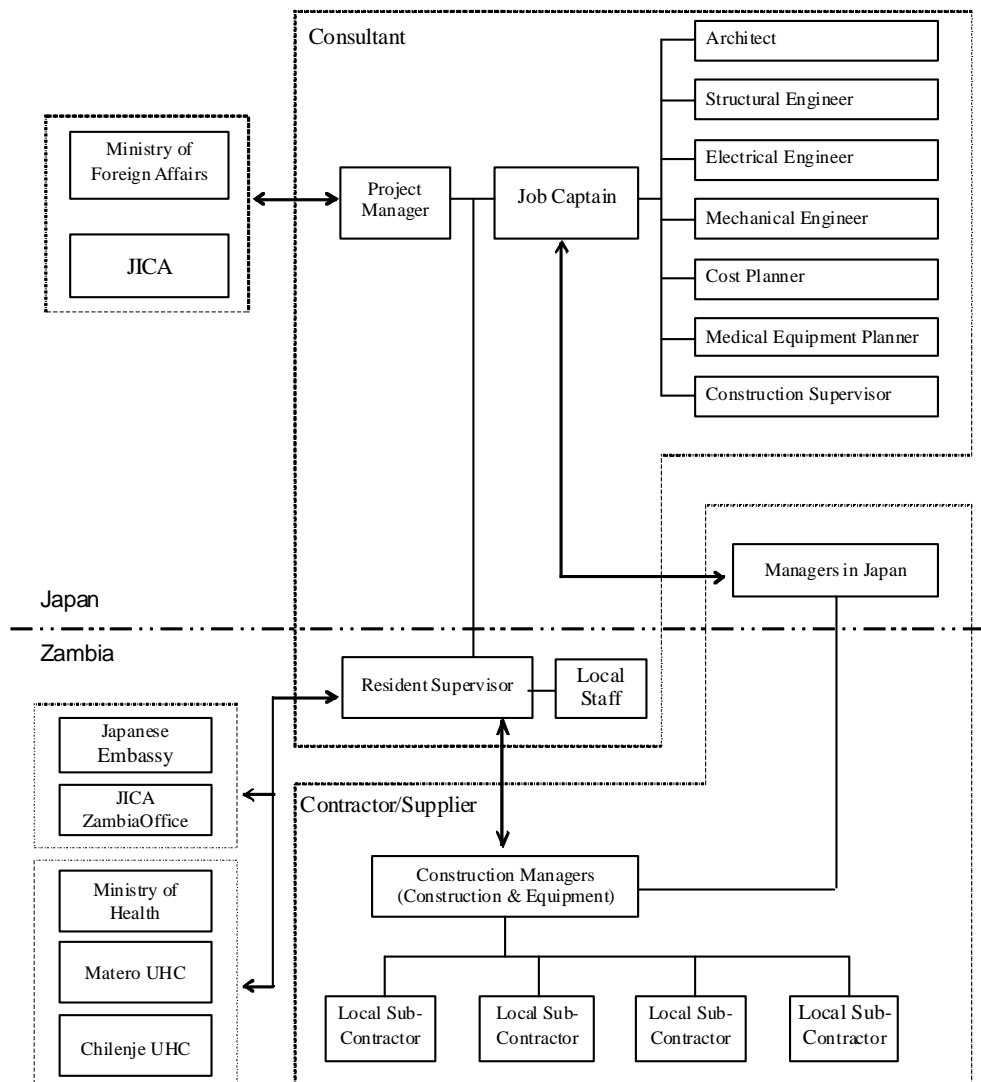 Consultant
Architect
Structural Engineer
Electrical Engineer
Mechanical Engineer
Cost Planner
Medical Equipment Planner
Construction Supervisor
Ministry of
Foreign Affairs
JICA
Project
Manager
Job Captain
Managers in Japan
Japan
Zambia
Resident Supervisor
Local
Staff
Japanese
Embassy
JICA
ZambiaOffice
Ministry of
Health
Matero UHC
Chilenje UHC
Contractor/Supplier
Construction Managers
(Construction & Equipment)
Local Sub-
Contractor
Local Sub-
Contractor
Local Sub-
Contractor
Local Sub-
Contractor